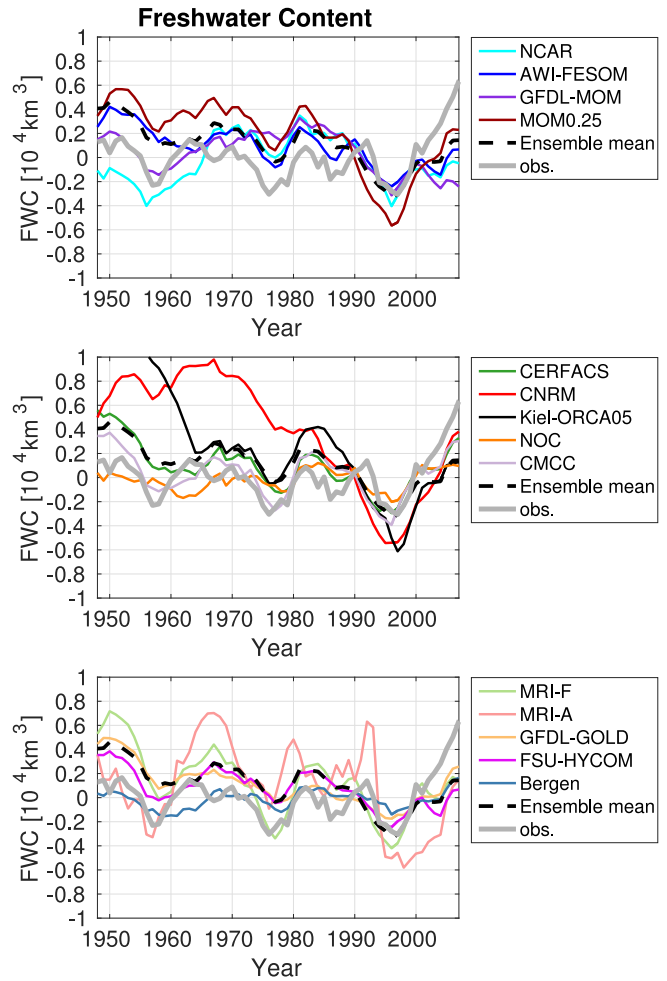 Freshwater Content
FWC [10 4 km 3]
1
0.8
0.6
0.4
0.2
0
-0.2
-0.4
-0.6
-0.8
-1
1950 1960 1970 1980 1990 2000
Year
NCAR
AWI-FESOM
GFDL-MOM
MOM0.25
Ensemble mean
obs.
FWC [10 4 km 3]
1
0.8
0.6
0.4
0.2
0
-0.2
-0.4
-0.6
-0.8
-1
1950 1960 1970 1980 1990 2000
Year
CERFACS
CNRM
Kiel-ORCA05
NOC
CMCC
Ensemble mean
obs.
FWC [10 4 km 3]
1
0.8
0.6
0.4
0.2
0
-0.2
-0.4
-0.6
-0.8
-1
1950 1960 1970 1980 1990 2000
Year
MRI-F
MRI-A
GFDL-GOLD
FSU-HYCOM
Bergen
Ensemble mean
obs.